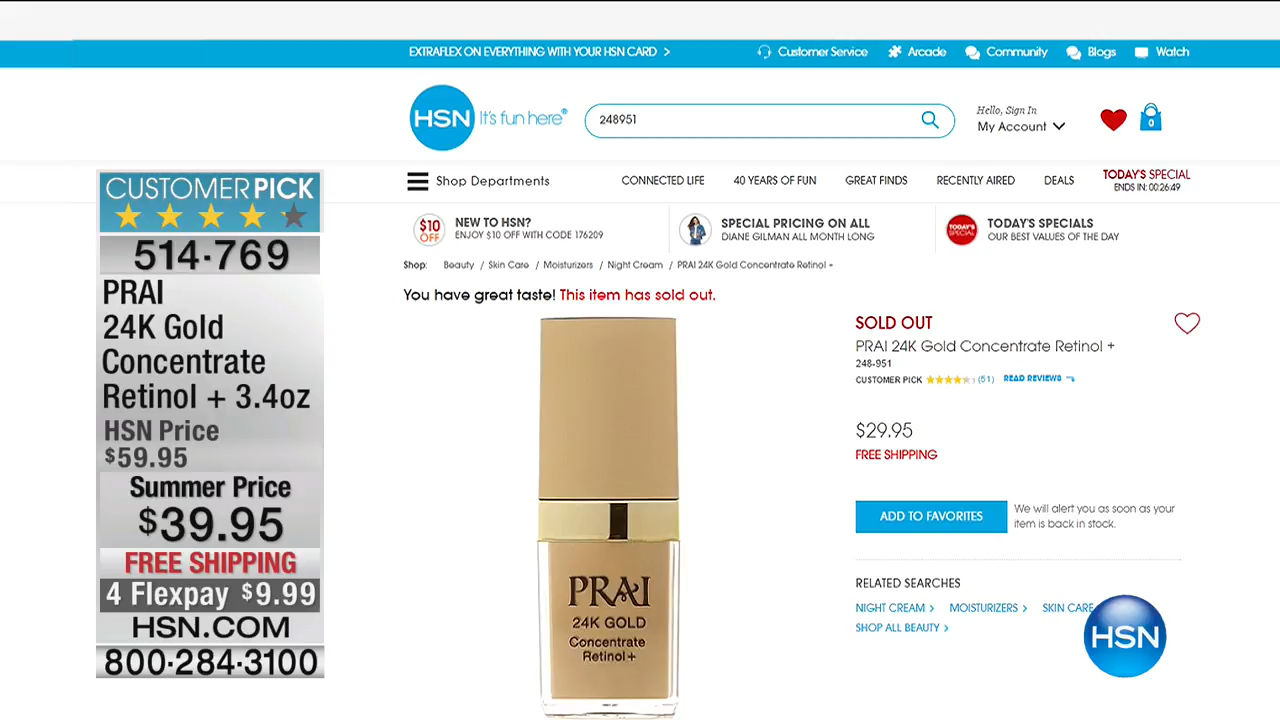 EXTRAFLEX ON EVERYTHING WITH YOUR HSN CARD >
Customer Service
Arcade
Community
Blogs
Watch
HSN It's fun here®
248951
Hello, Sign In
My Account
0
Shop Departments
CONNECTED LIFE
40 YEARS OF FUN
GREAT FINDS
RECENTLY AIRED
DEALS
TODAY'S SPECIAL
ENDS IN: 00:26:49
$10
OFF
NEW TO HSN?
ENJOY $10 OFF WITH CODE 176209
SPECIAL PRICING ON ALL
DIANE GILMAN ALL MONTH LONG
TODAY'S
SPECIAL
TODAY'S SPECIALS
OUR BEST VALUES OF THE DAY
Shop: Beauty / Skin Care / Moisturizers / Night Cream / PRAI 24K Gold Concentrate Retinol +
You have great taste! This item has sold out.
CUSTOMER PICK
514•769
PRAI
24K Gold
Concentrate
Retinol + 3.4oz
HSN Price
$59.95
Summer Price
$39.95
FREE SHIPPING
4 Flexpay $9.99
HSN.COM
800•284•3100
PRAI
24K GOLD
Concentrate
Retinol+
SOLD OUT
PRAI 24K Gold Concentrate Retinol +
248-951
CUSTOMER PICK (51) READ REVIEWS
$29.95
FREE SHIPPING
ADD TO FAVORITES
We will alert you as soon as your
item is back in stock.
RELATED SEARCHES
NIGHT CREAM > MOISTURIZERS > SKIN CARE
SHOP ALL BEAUTY >
HSN